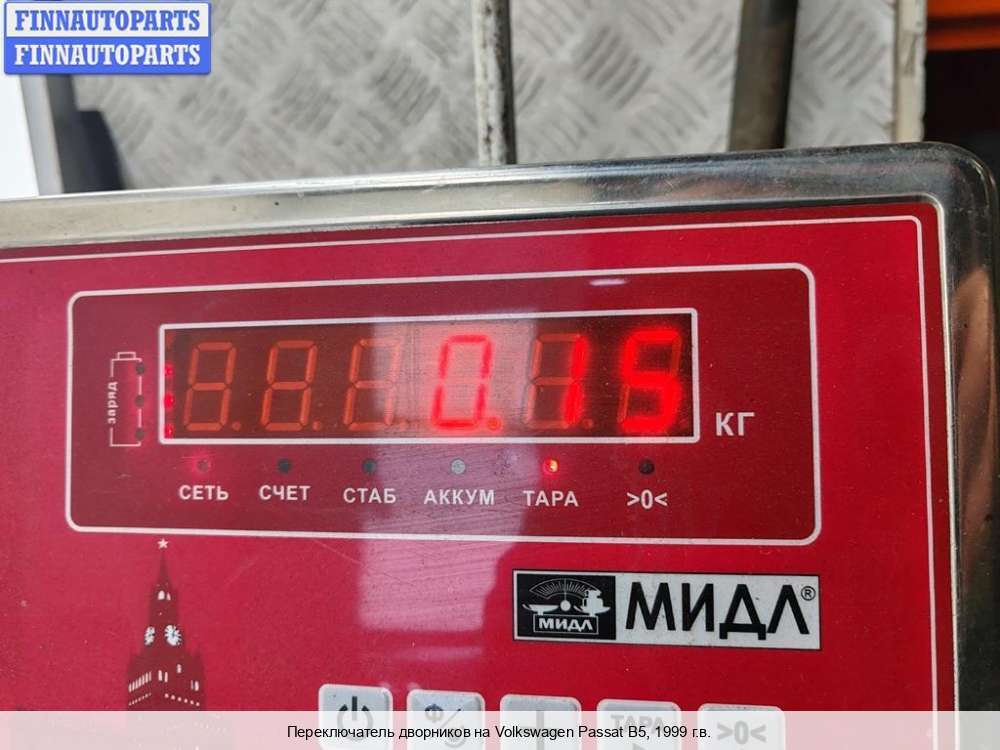 FINNAUTOPARTS
FINNAUTOPARTS
заряд
0.15
КГ
СЕТЬ СЧЕТ СТАБ АККУМ ТАРА >0<
МИДЛ МИДЛ®
ТАРА >0<
Переключатель дворников на Volkswagen Passat B5, 1999 г.в.